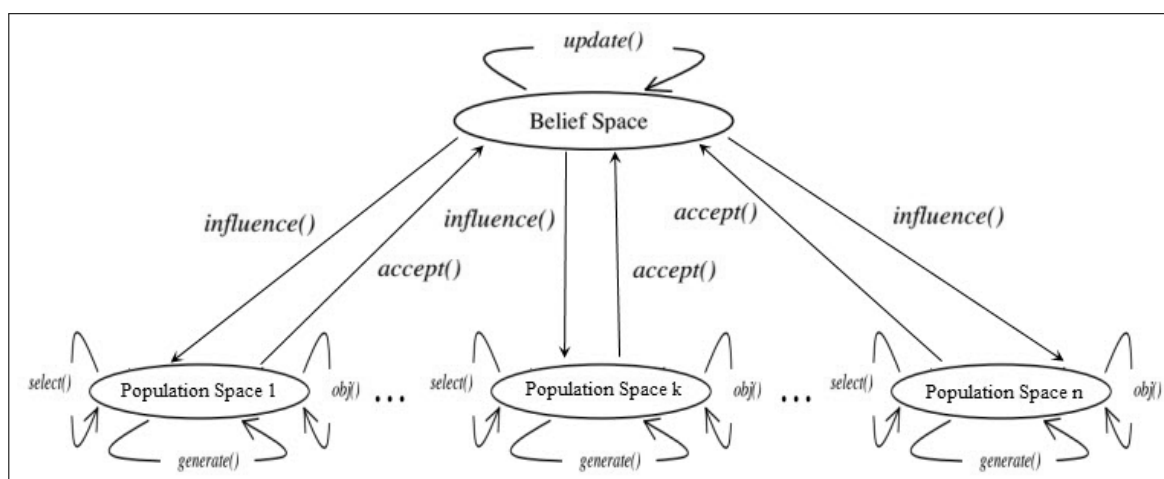 update()
Belief Space
influence()
influence()
accept()
influence()
accept()
accept()
select()
Population Space 1
obj()
...
select()
Population Space k
obj()
...
select()
Population Space n
obj()
generate()
generate()
generate()